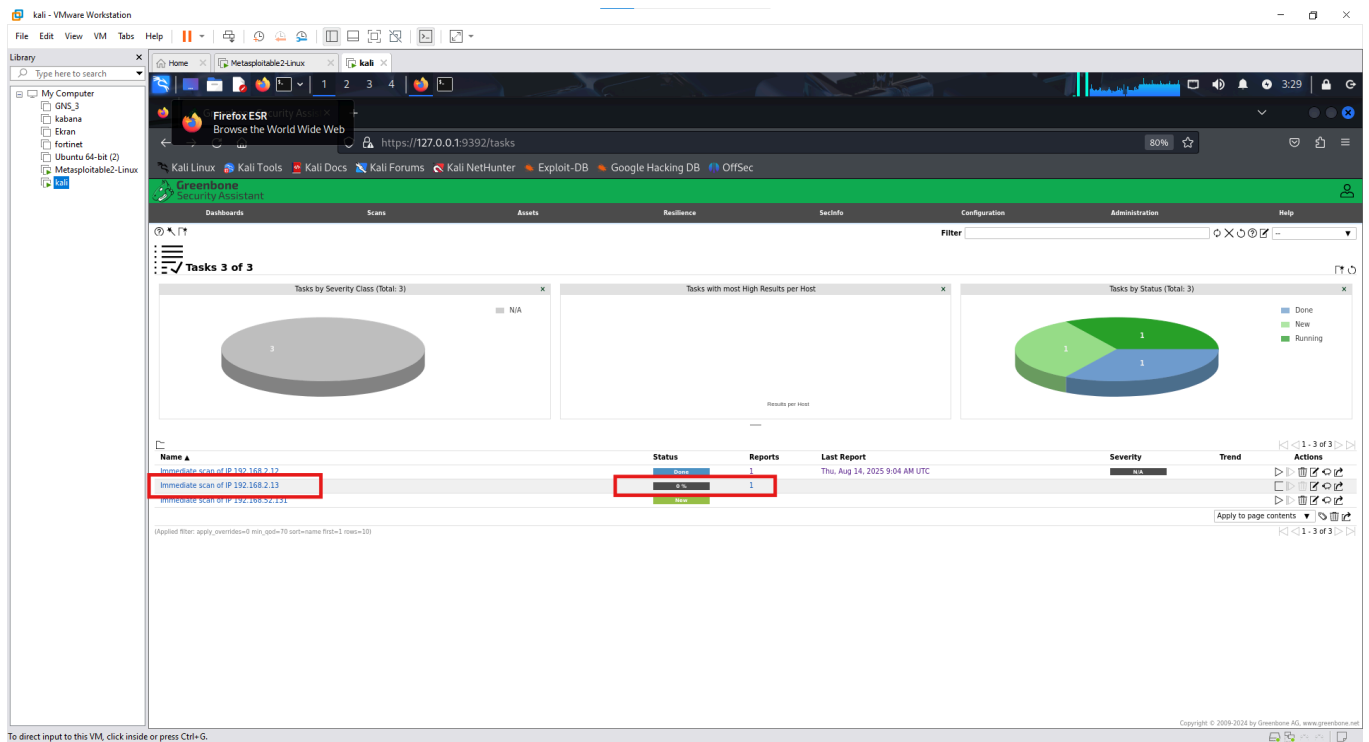 kali - VMware Workstation
File Edit View VM Tabs Help
Library
Home
Metasploitable2-Linux
kali
Type here to search
My Computer
GNS_3
kabana
Ekran
fortinet
Ubuntu 64-bit (2)
Metasploitable2-Linux
kali
1 2 3 4
3:29
Firefox ESR
Browse the World Wide Web
https://127.0.0.1:9392/tasks
80%
Kali Linux Kali Tools Kali Docs Kali Forums Kali NetHunter Exploit-DB Google Hacking DB OffSec
Greenbone
Security Assistant
Dashboards Scans Assets Resilience SecInfo Configuration Administration Help
Filter
--
Tasks 3 of 3
Tasks by Severity Class (Total: 3)
N/A
3
Tasks with most High Results per Host
Results per Host
Tasks by Status (Total: 3)
Done
New
Running
1
1
1
1 - 3 of 3
Name Status Reports Last Report Severity Trend Actions
Immediate scan of IP 192.168.2.12 Done 1 Thu, Aug 14, 2025 9:04 AM UTC N/A
Immediate scan of IP 192.168.2.13 0 % 1
Immediate scan of IP 192.168.52.131 New
Apply to page contents
(Applied filter: apply_overrides=0 min_qod=70 sort=name first=1 rows=10)
1 - 3 of 3
Copyright © 2009-2024 by Greenbone AG, www.greenbone.net
To direct input to this VM, click inside or press Ctrl+G.